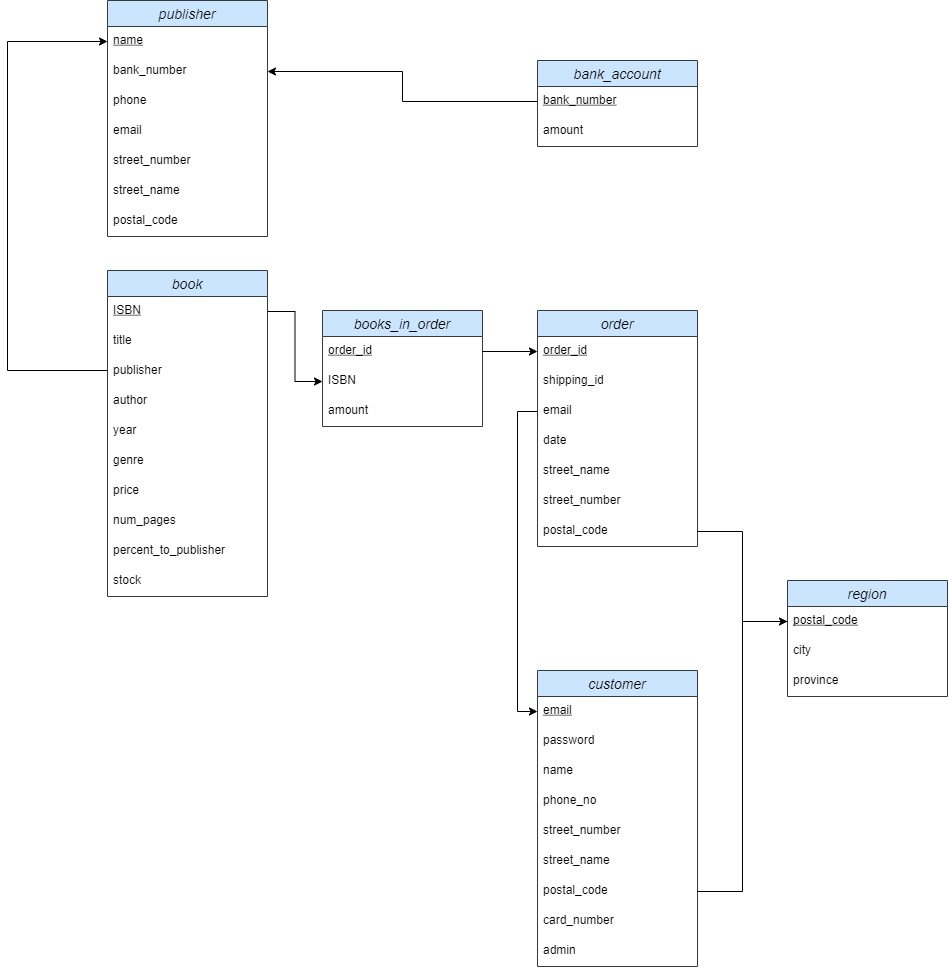 publisher
name
bank_number
phone
email
street_number
street_name
postal_code
bank_account
bank_number
amount
book
ISBN
title
publisher
author
year
genre
price
num_pages
percent_to_publisher
stock
books_in_order
order_id
ISBN
amount
order
order_id
shipping_id
email
date
street_name
street_number
postal_code
region
postal_code
city
province
customer
email
password
name
phone_no
street_number
street_name
postal_code
card_number
admin